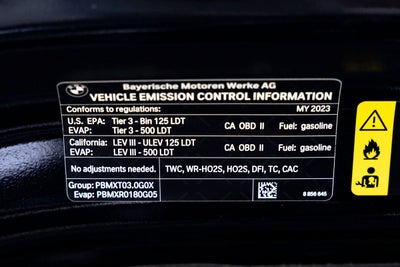 Bayerische Motoren Werke AG
VEHICLE EMISSION CONTROL INFORMATION
Conforms to regulations: MY 2023
U.S. EPA: Tier 3 - Bin 125 LDT
EVAP: Tier 3 - 500 LDT CA OBD II Fuel: gasoline
California: LEV III - ULEV 125 LDT
EVAP: LEV III - 500 LDT CA OBD II Fuel: gasoline
No adjustments needed. TWC, WR-HO2S, HO2S, DFI, TC, CAC
Group: PBMXT03.0G0X
Evap: PBMXR0180G05 8 856 645